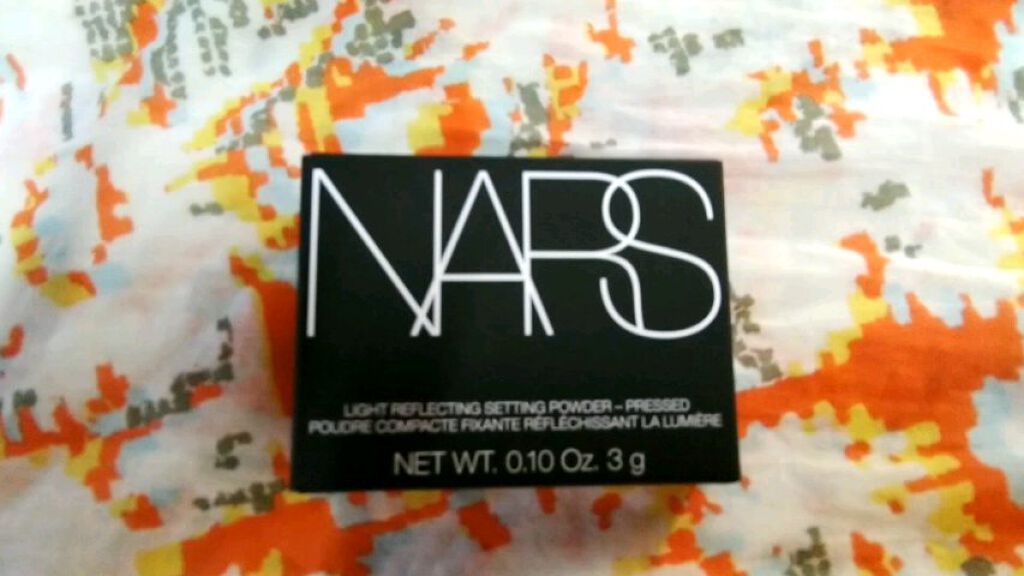 NARS
LIGHT REFLECTING SETTING POWDER – PRESSED
POUDRE COMPACTE FIXANTE RÉFLÉCHISSANT LA LUMIÈRE
NET WT. 0.10 Oz. 3 g